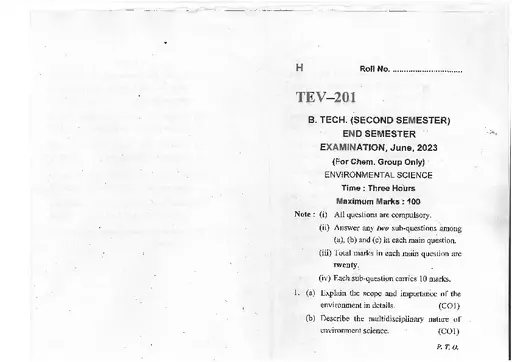 H Roll No. ..............................
TEV–201
B. TECH. (SECOND SEMESTER)
END SEMESTER
EXAMINATION, June, 2023
(For Chem. Group Only)
ENVIRONMENTAL SCIENCE
Time : Three Hours
Maximum Marks : 100
Note : (i) All questions are compulsory.
(ii) Answer any two sub-questions among
(a), (b) and (c) in each main question.
(iii) Total marks in each main question are
twenty.
(iv) Each sub-question carries 10 marks.
1. (a) Explain the scope and importance of the
environment in details. (CO1)
(b) Describe the multidisciplinary nature of
environment science. (CO1)
P. T. O.